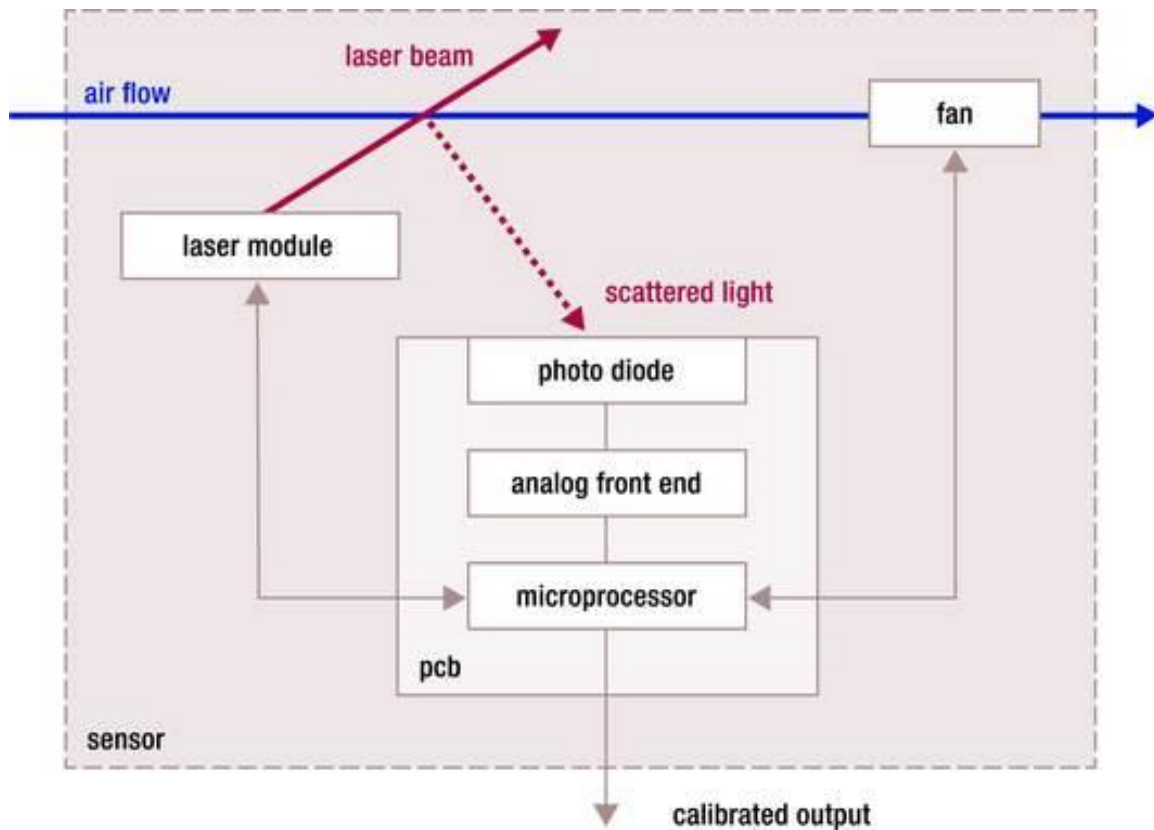 laser beam
air flow
fan
laser module
scattered light
photo diode
analog front end
microprocessor
pcb
sensor
calibrated output